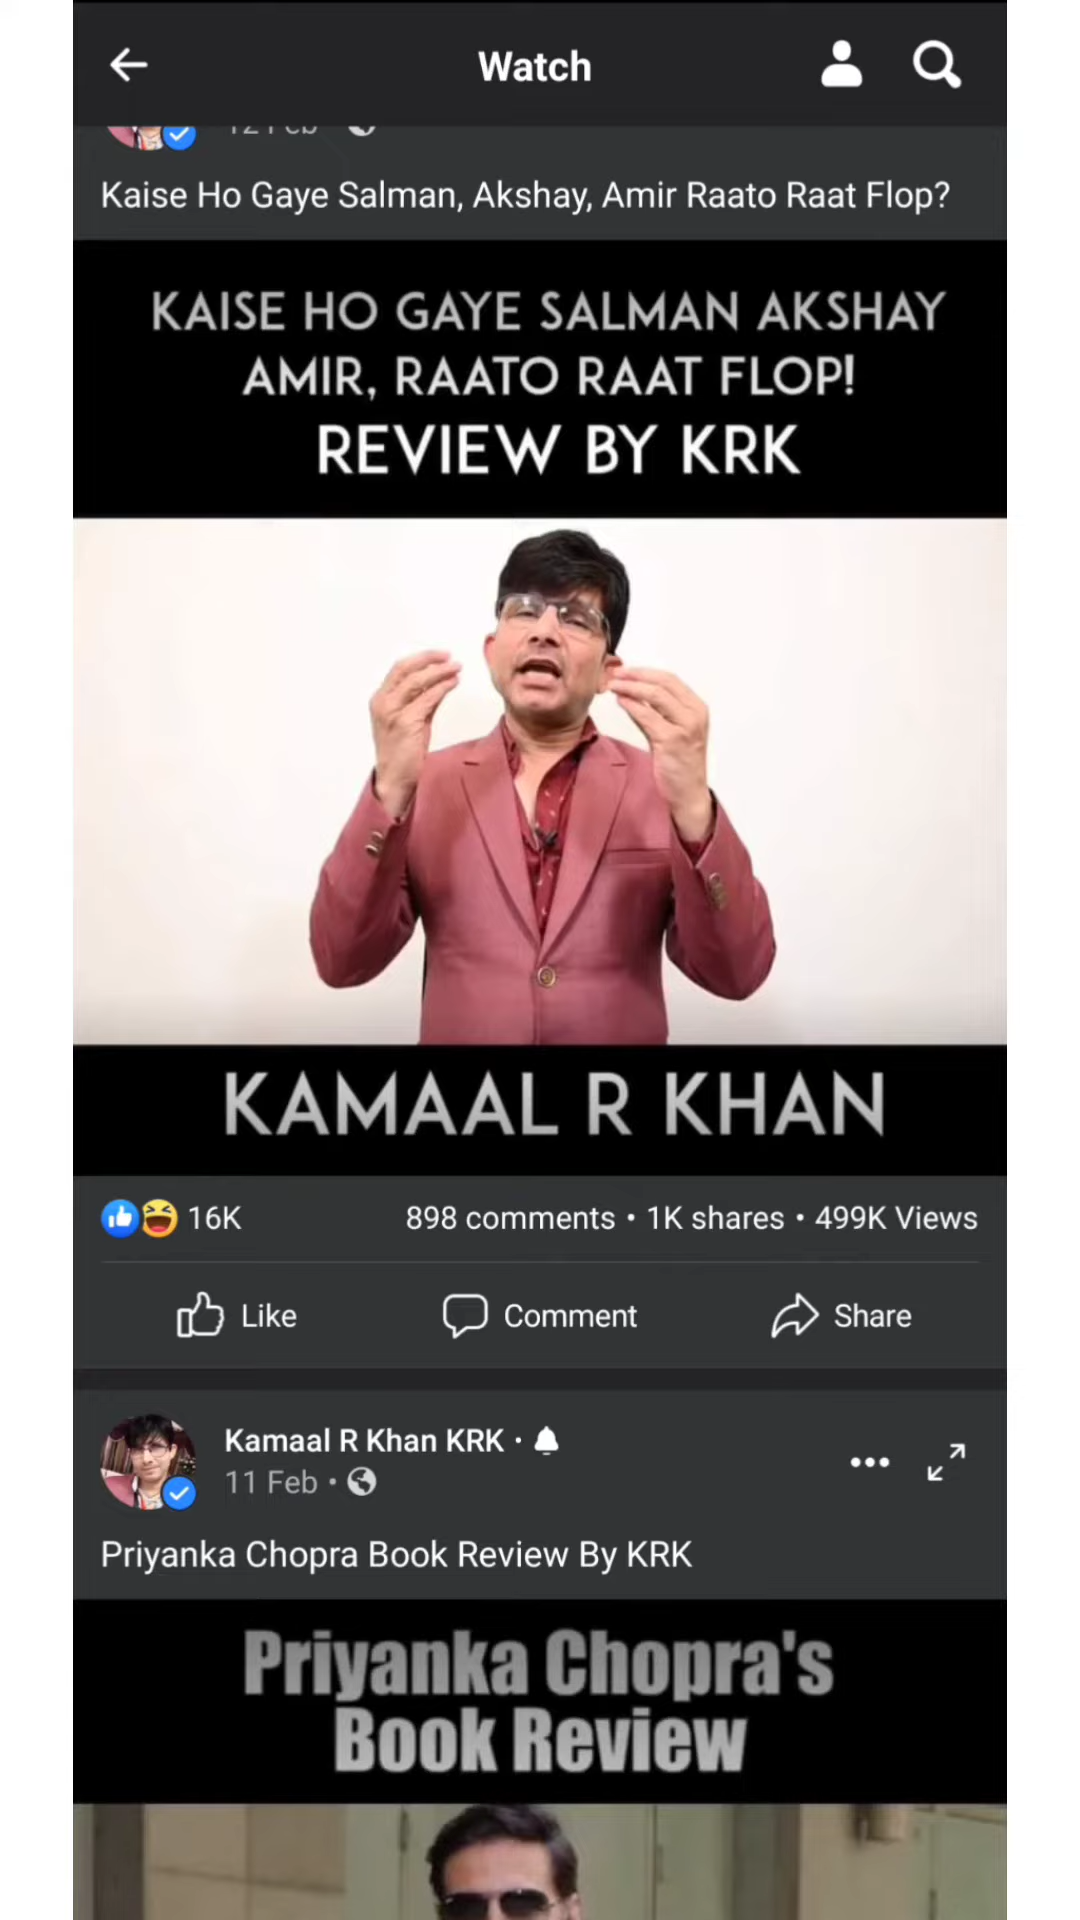 Watch
12 Feb
Kaise Ho Gaye Salman, Akshay, Amir Raato Raat Flop?
KAISE HO GAYE SALMAN AKSHAY
AMIR, RAATO RAAT FLOP!
REVIEW BY KRK
KAMAAL R KHAN
16K 898 comments • 1K shares • 499K Views
Like Comment Share
Kamaal R Khan KRK •
11 Feb •
Priyanka Chopra Book Review By KRK
Priyanka Chopra's
Book Review